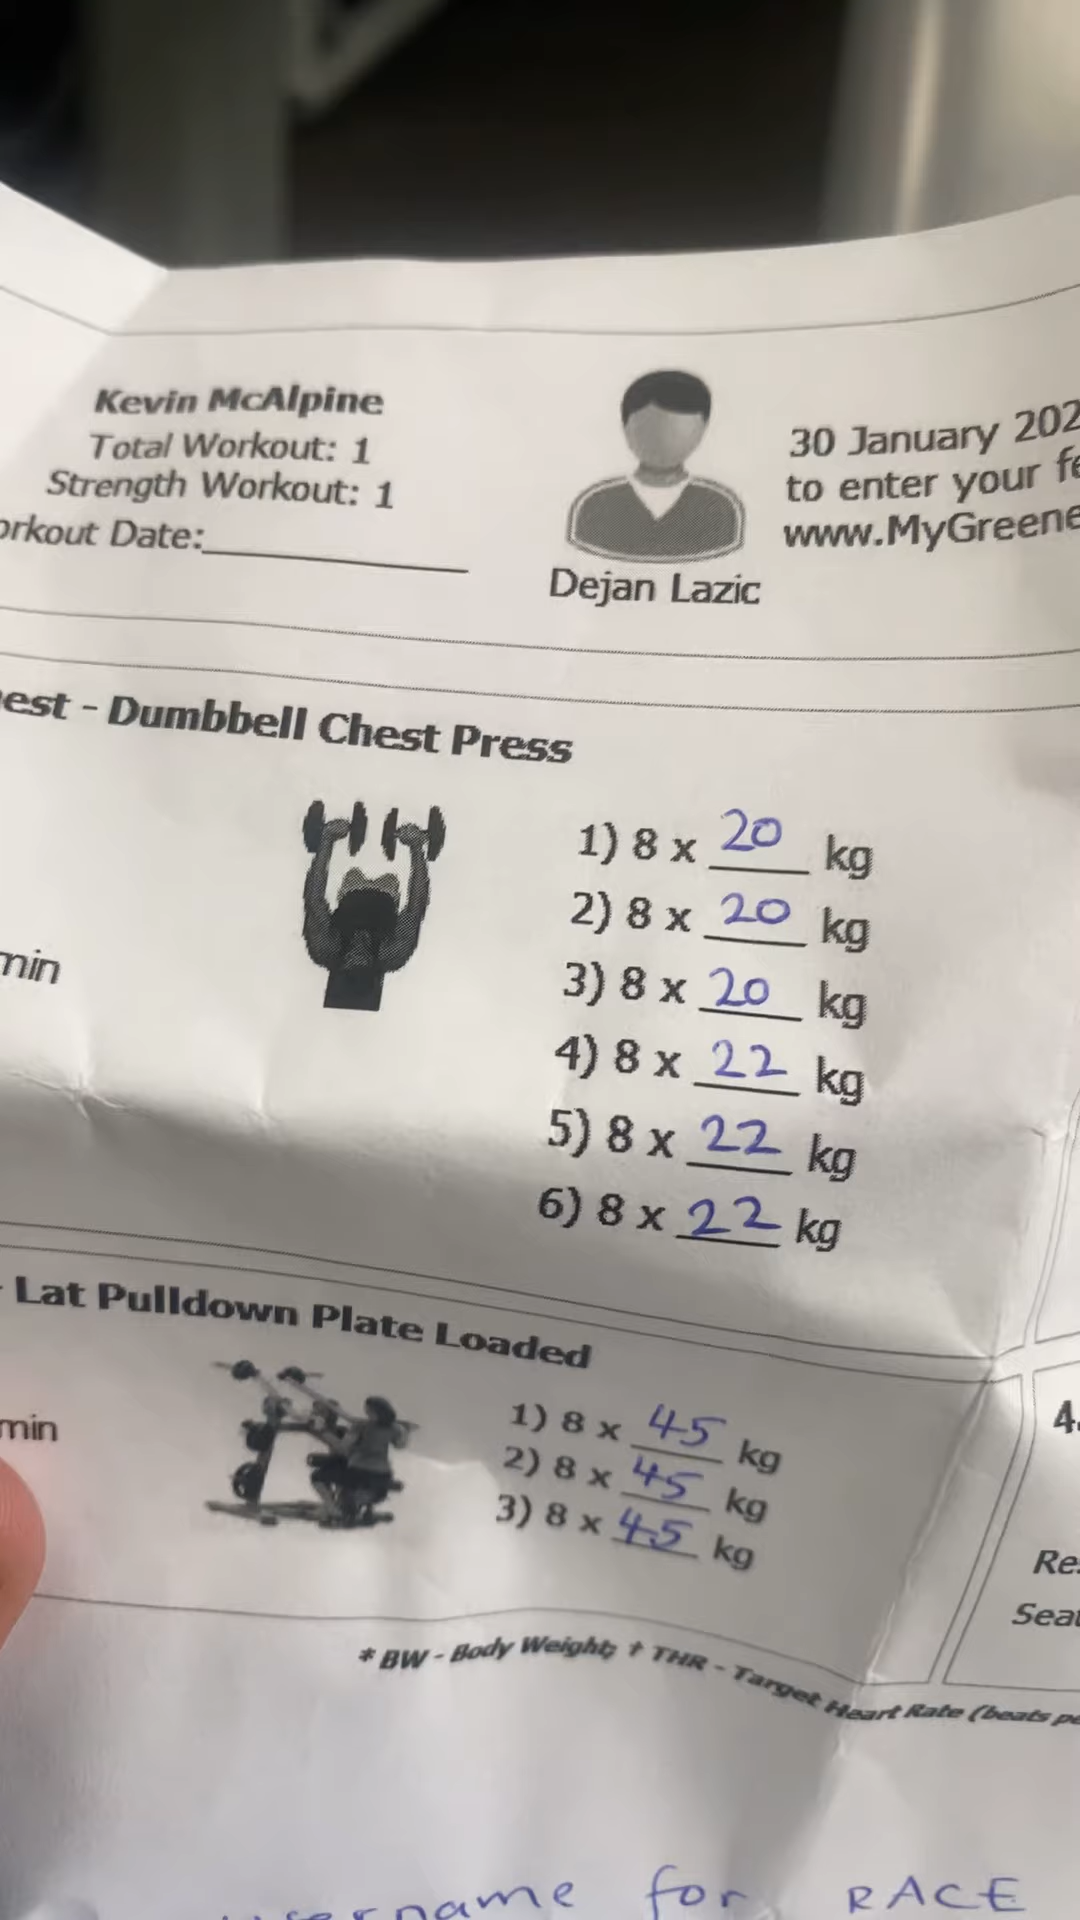 Kevin McAlpine
Total Workout: 1
Strength Workout: 1
orkout Date:
Dejan Lazic
30 January 202
to enter your fe
www.MyGreene
est - Dumbbell Chest Press
min
1) 8 x 20 kg
2) 8 x 20 kg
3) 8 x 20 kg
4) 8 x 22 kg
5) 8 x 22 kg
6) 8 x 22 kg
- Lat Pulldown Plate Loaded
min
1) 8 x 45 kg
2) 8 x 45 kg
3) 8 x 45 kg
4.
Res
Seat
* BW - Body Weight; † THR - Target Heart Rate (beats pe
username for RACE